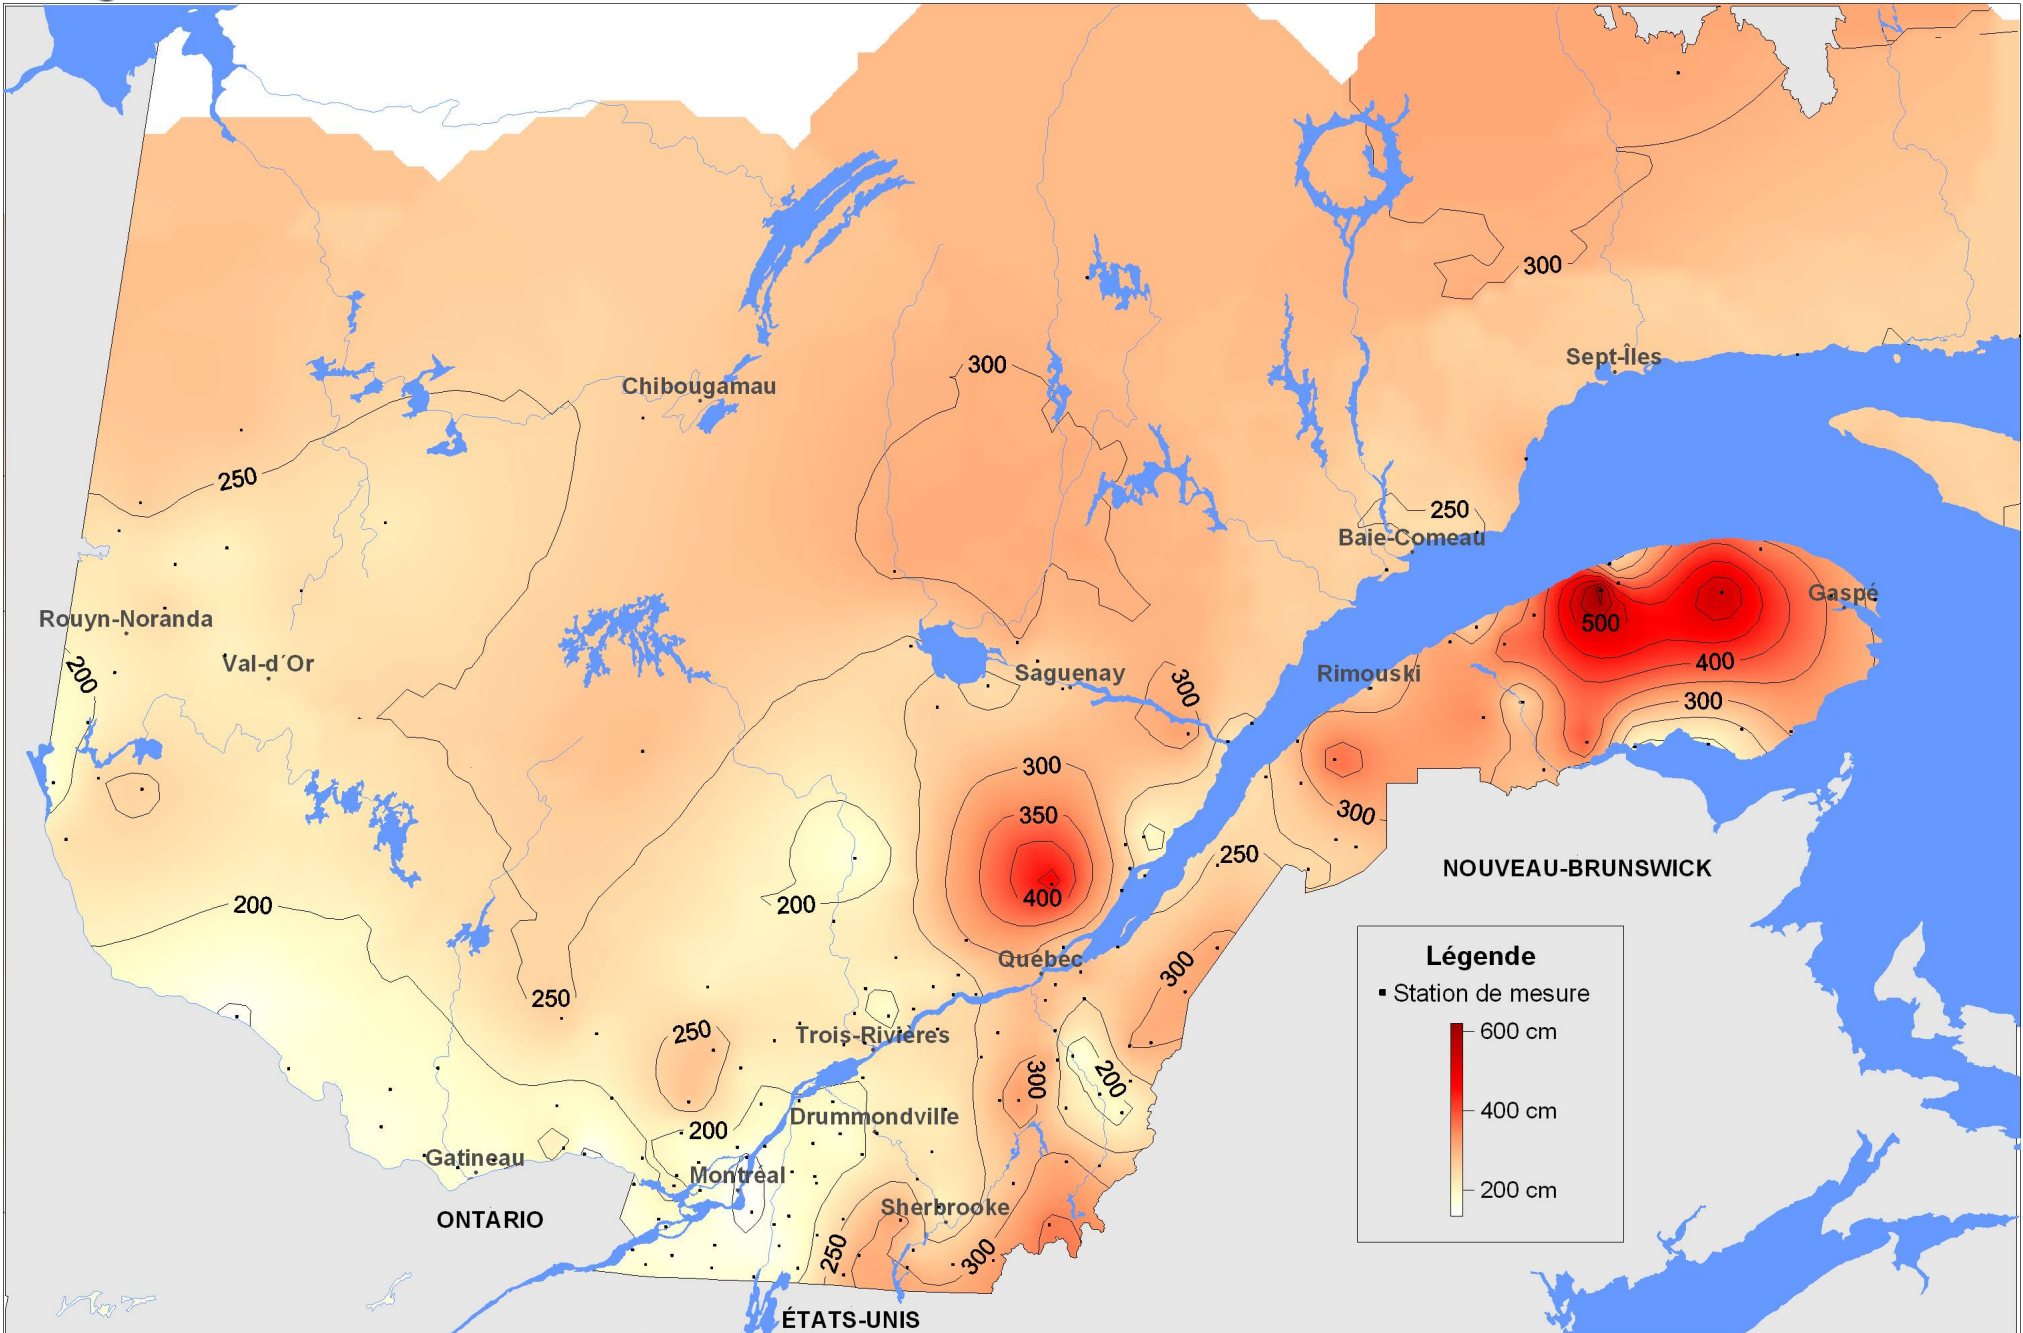 300
Sept-Îles
300
Chibougamau
250
250
Baie-Comeau
Gaspé
Rouyn-Noranda
500
Val-d´Or
400
200
Saguenay
Rimouski
300
300
300
350
300
250
NOUVEAU-BRUNSWICK
400
200
200
Légende
Québec
Station de mesure
300
250
600 cm
250
Trois-Rivières
300
200
400 cm
Drummondville
200
Gatineau
Montréal
200 cm
Sherbrooke
ONTARIO
250
300
ÉTATS-UNIS